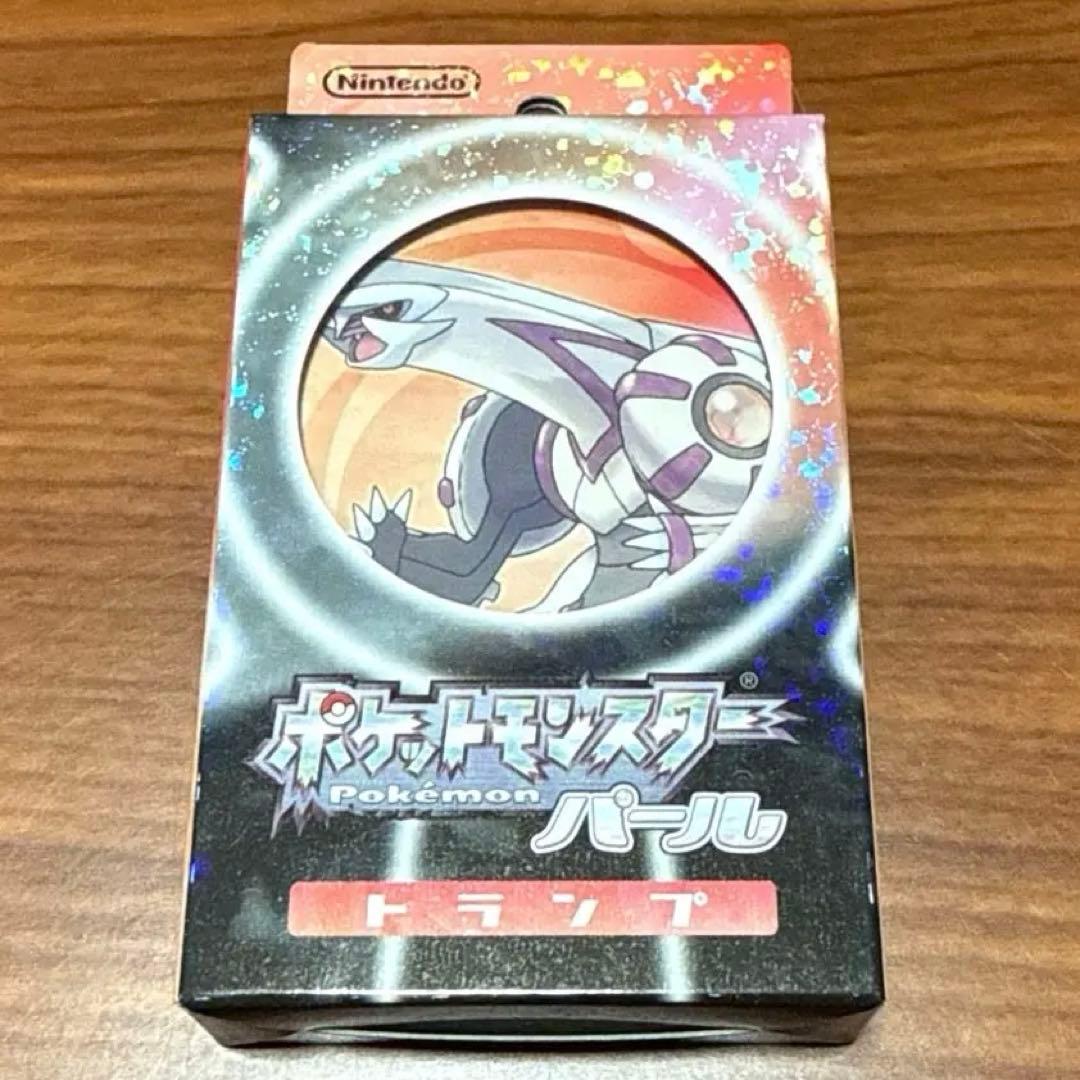 Nintendo
ポケットモンスター®
Pokémon
パール
トランプ